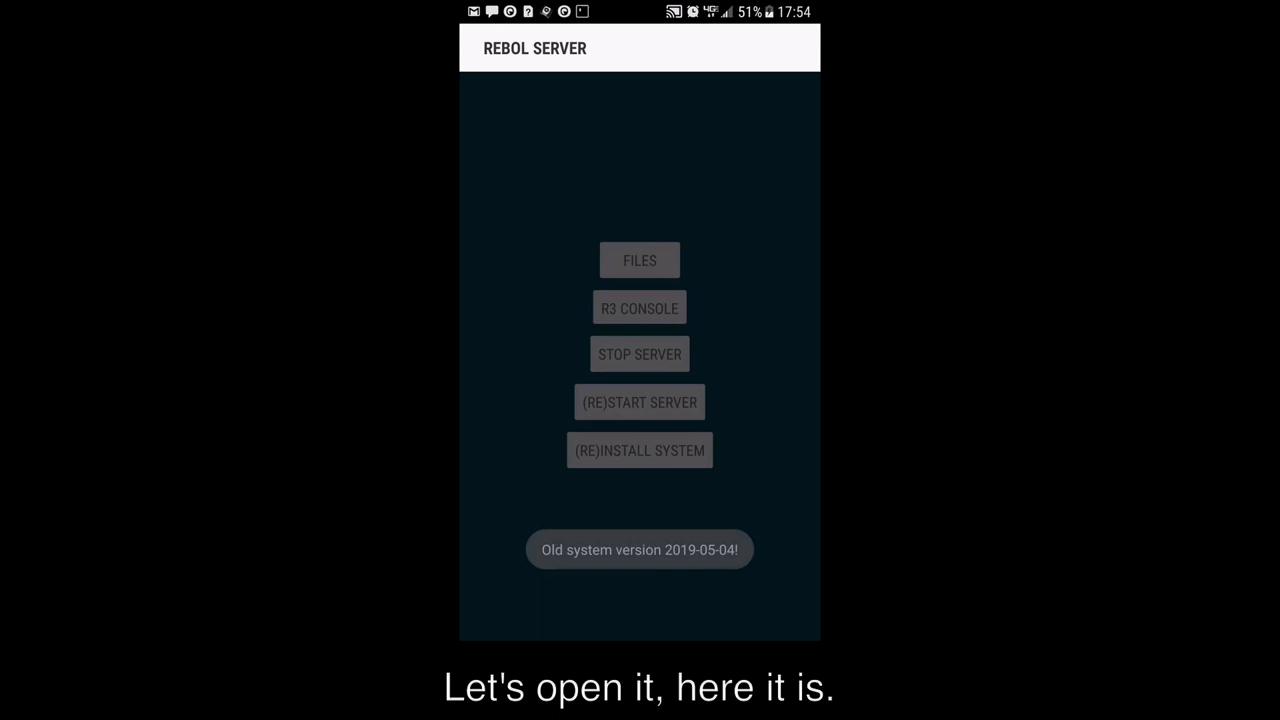 51% 17:54
REBOL SERVER
FILES
R3 CONSOLE
STOP SERVER
(RE)START SERVER
(RE)INSTALL SYSTEM
Old system version 2019-05-04!
Let's open it, here it is.